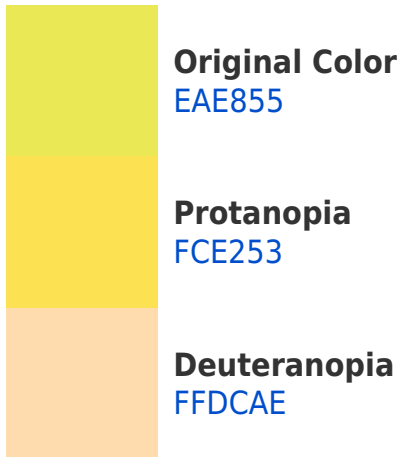 Original Color
EAE855
Protanopia
FCE253
Deuteranopia
FFDCAE